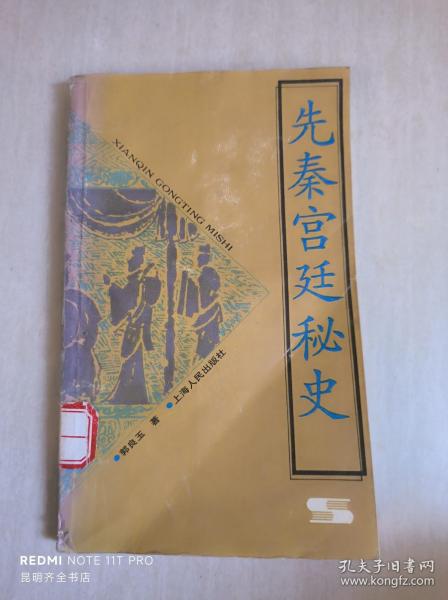 先秦宫廷秘史
XIANQIN GONGTING MISHI
郭良玉 著
上海人民出版社
REDMI NOTE 11T PRO
昆明齐全书店
孔夫子旧书网
www.kongfz.com